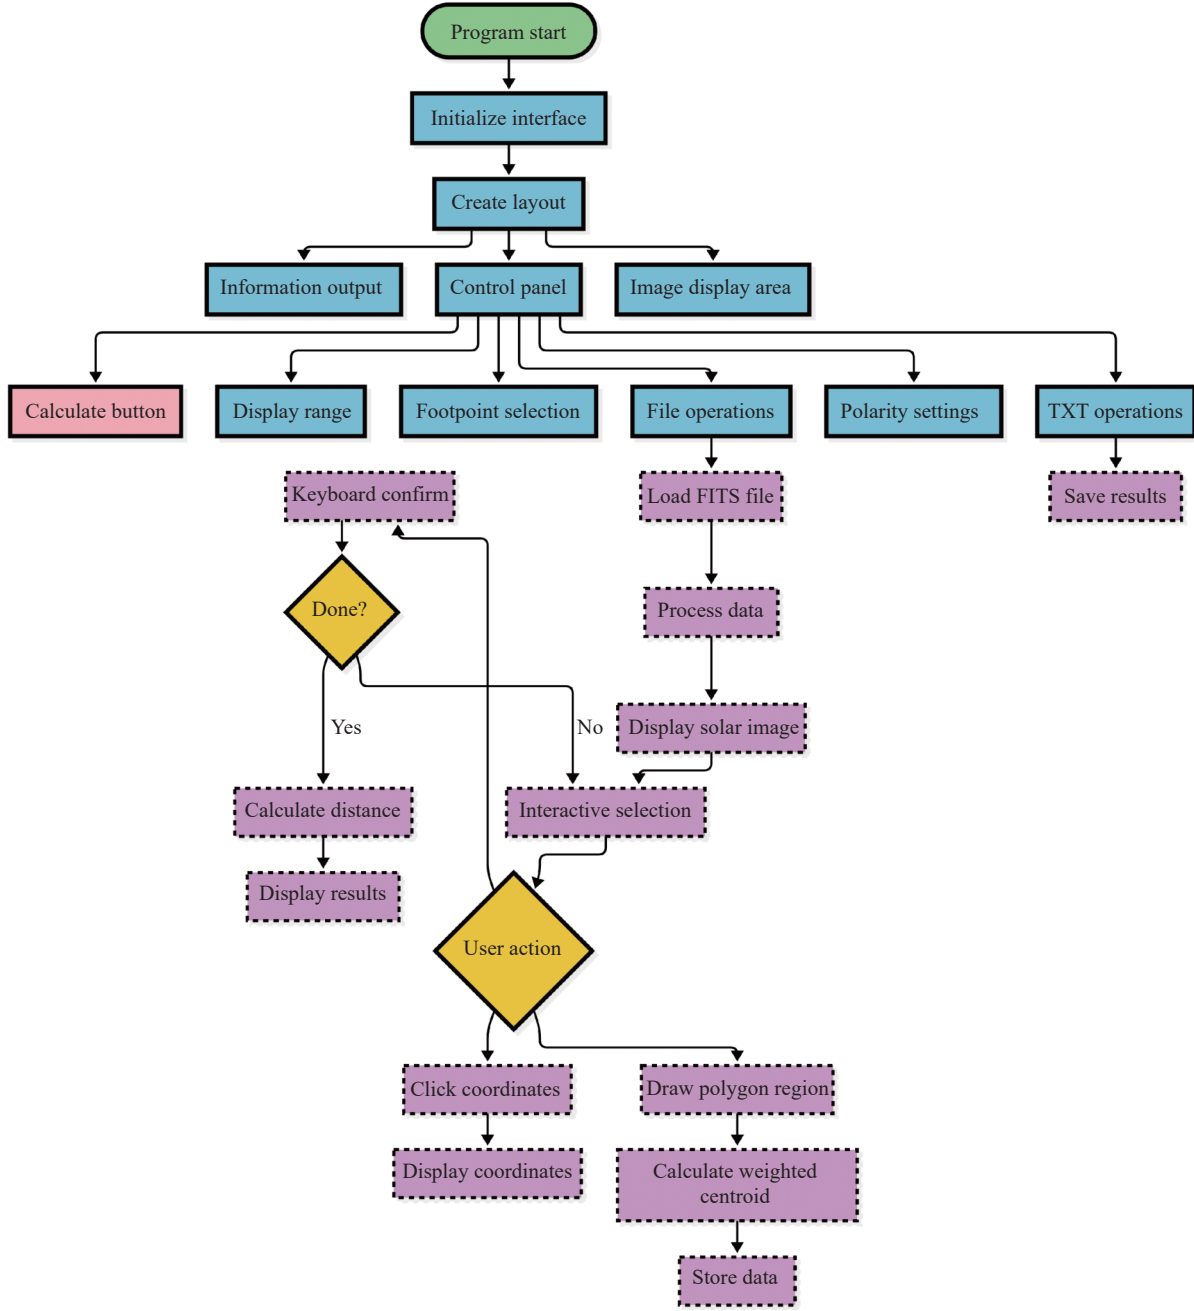 Program start
Initialize interface
Create layout
Information output
Control panel
Image display area
Calculate button
Display range
Footpoint selection
File operations
Polarity settings
TXT operations
Keyboard confirm
Load FITS file
Save results
Done?
Process data
Yes
No
Display solar image
Calculate distance
Interactive selection
Display results
User action
Click coordinates
Draw polygon region
Display coordinates
Calculate weighted
centroid
Store data